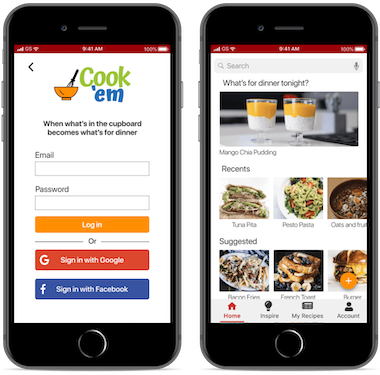 GS
9:41 AM
100%
Cook
'em
When what's in the cupboard
becomes what's for dinner
Email
Password
Log in
Or
G Sign in with Google
f Sign in with Facebook
GS
9:41 AM
100%
Search
What's for dinner tonight?
Mango Chia Pudding
Recents
Tuna Pita
Pesto Pasta
Oats and fruit
Suggested
Bacon Fries
French Toast
Burger
Home
Inspire
My Recipes
Account